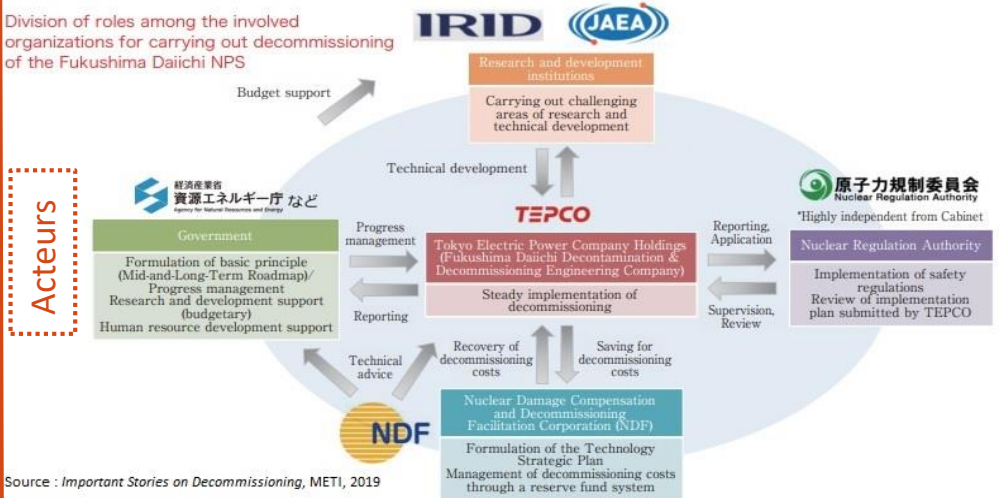 Division of roles among the involved
organizations for carrying out decommissioning
of the Fukushima Daiichi NPS
IRID
JAEA
Research and development
institutions
Carrying out challenging
areas of research and
technical development
Budget support
Technical development
Acteurs
経済産業省
資源エネルギー庁 など
Agency for Natural Resources and Energy
Government
Formulation of basic principle
(Mid-and-Long-Term Roadmap)/
Progress management
Research and development support
(budgetary)
Human resource development support
Progress
management
Reporting
TEPCO
Tokyo Electric Power Company Holdings
(Fukushima Daiichi Decontamination &
Decommissioning Engineering Company)
Steady implementation of
decommissioning
Reporting,
Application
Supervision,
Review
原子力規制委員会
Nuclear Regulation Authority
*Highly independent from Cabinet
Nuclear Regulation Authority
Implementation of safety
regulations
Review of implementation
plan submitted by TEPCO
Technical
advice
Recovery of
decommissioning
costs
Saving for
decommissioning
costs
NDF
Nuclear Damage Compensation
and Decommissioning
Facilitation Corporation (NDF)
Formulation of the Technology
Strategic Plan
Management of decommissioning costs
through a reserve fund system
Source : Important Stories on Decommissioning, METI, 2019